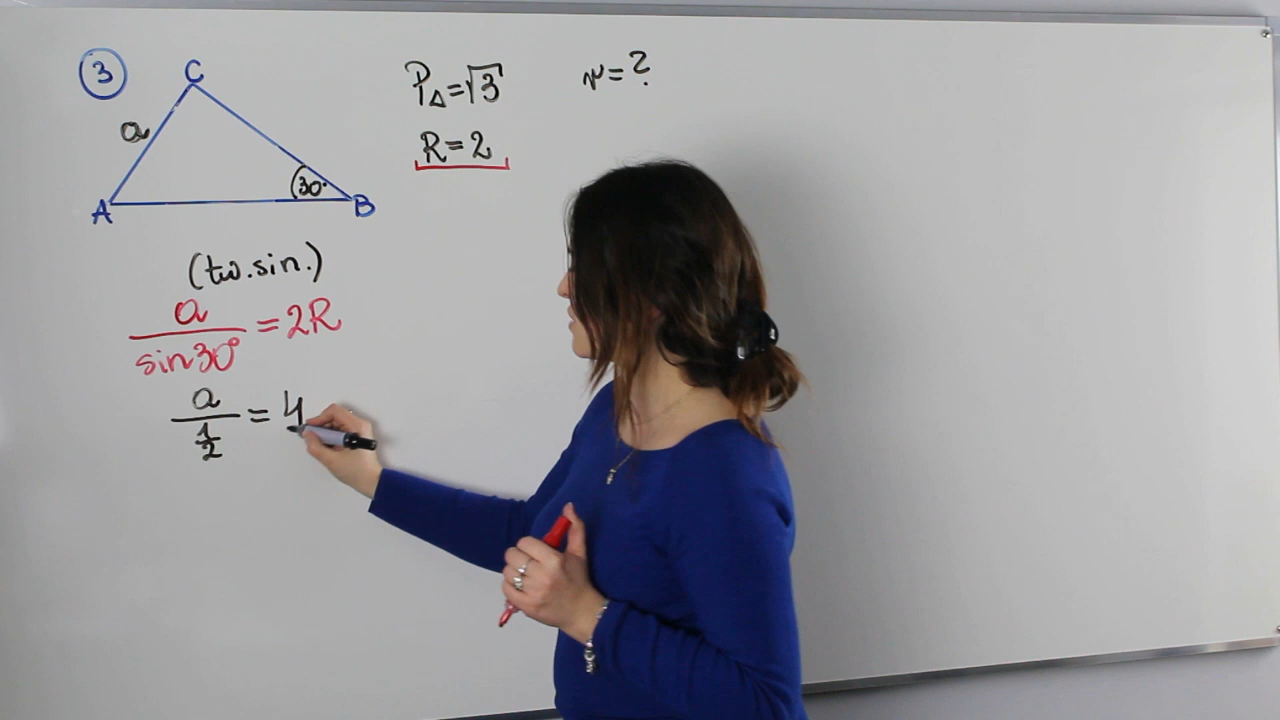 3
C
a
A
30°
B
P△=√3
R=2
r=?
(tw.sin.)
a/sin30° = 2R
a/(1/2) = 4